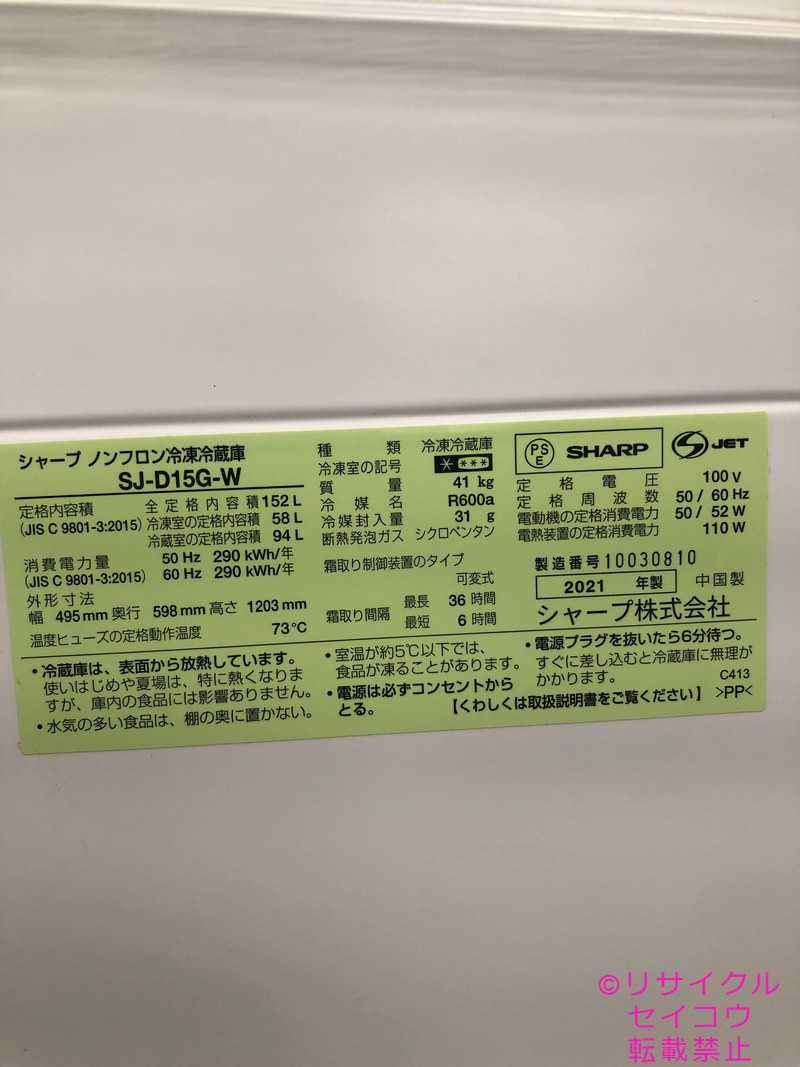 シャープ ノンフロン冷凍冷蔵庫
SJ-D15G-W
定格内容積
(JIS C 9801-3:2015)
全定格内容積 152 L
冷凍室の定格内容積 58 L
冷蔵室の定格内容積 94 L
消費電力量
(JIS C 9801-3:2015)
50 Hz 290 kWh/年
60 Hz 290 kWh/年
外形寸法
幅 495 mm 奥行 598 mm 高さ 1203 mm
温度ヒューズの定格動作温度 73℃
種類 冷凍冷蔵庫
冷凍室の記号 * ***
質量 41 kg
冷媒名 R600a
冷媒封入量 31 g
断熱発泡ガス シクロペンタン
霜取り制御装置のタイプ
可変式
霜取り間隔
最長 36 時間
最短 6 時間
PS
E
SHARP
S JET
定格電圧 100 V
定格周波数 50 / 60 Hz
電動機の定格消費電力 50 / 52 W
電熱装置の定格消費電力 110 W
製造番号 10030810
2021 年製 中国製
シャープ株式会社
・冷蔵庫は、表面から放熱しています。
使いはじめや夏場は、特に熱くなりま
すが、庫内の食品には影響ありません。
・水気の多い食品は、棚の奥に置かない。
・室温が約5℃以下では、
食品が凍ることがあります。
・電源は必ずコンセントから
とる。
・電源プラグを抜いたら6分待つ。
すぐに差し込むと冷蔵庫に無理が
かかります。
【くわしくは取扱説明書をご覧ください】
C413
>PP<
©リサイクル
セイコウ
転載禁止